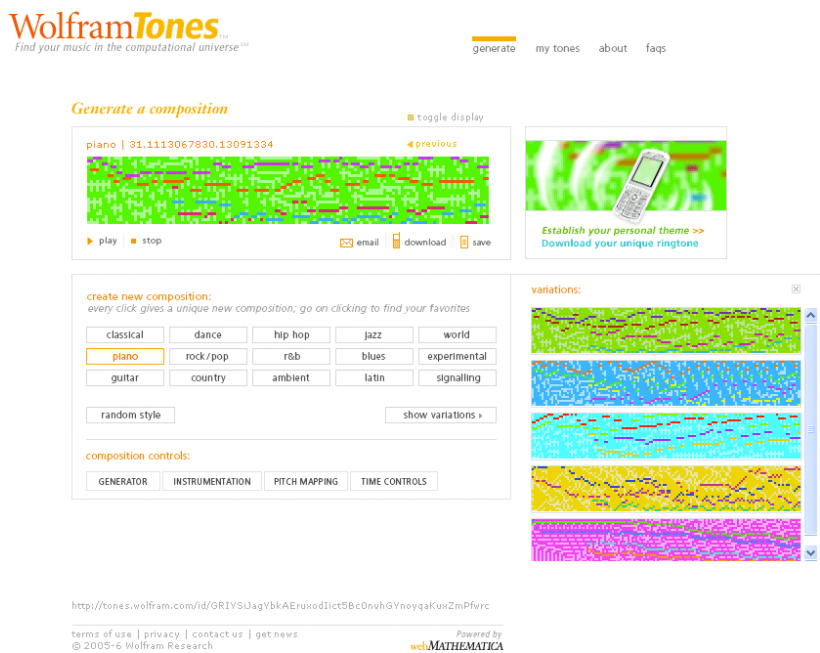 WolframTones™
Find your music in the computational universe℠
generate my tones about faqs
Generate a composition
toggle display
piano | 31.1113067830.13091334
previous
play stop
email download save
Establish your personal theme >>
Download your unique ringtone
create new composition:
every click gives a unique new composition; go on clicking to find your favorites
classical dance hip hop jazz world
piano rock/pop r&b blues experimental
guitar country ambient latin signalling
random style show variations ›
composition controls:
GENERATOR INSTRUMENTATION PITCH MAPPING TIME CONTROLS
variations:
http://tones.wolfram.com/id/GRIYSiJagYbkAEruxodIict5Bc0nvhGYnoyqaKuxZmPfwrc
terms of use | privacy | contact us | get news
© 2005-6 Wolfram Research
Powered by
webMATHEMATICA